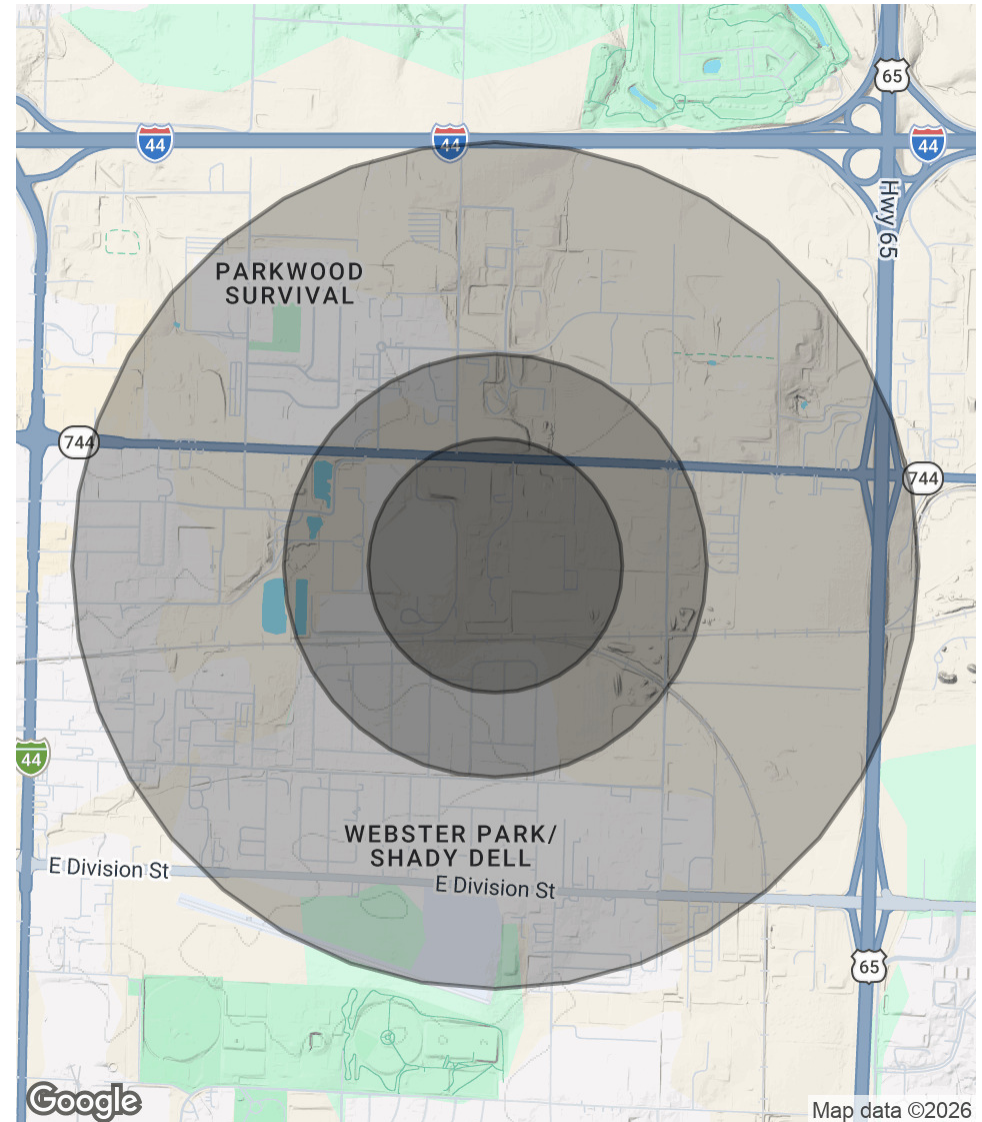 65
44
44
44
Hwy 65
PARKWOOD
SURVIVAL
744
744
44
WEBSTER PARK/
SHADY DELL
E Division St
E Division St
65
Google
Map data ©2026